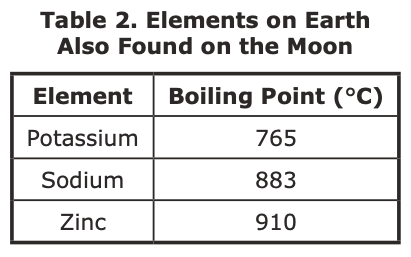 Table 2. Elements on Earth
Also Found on the Moon
Element Boiling Point (°C)
Potassium 765
Sodium 883
Zinc 910